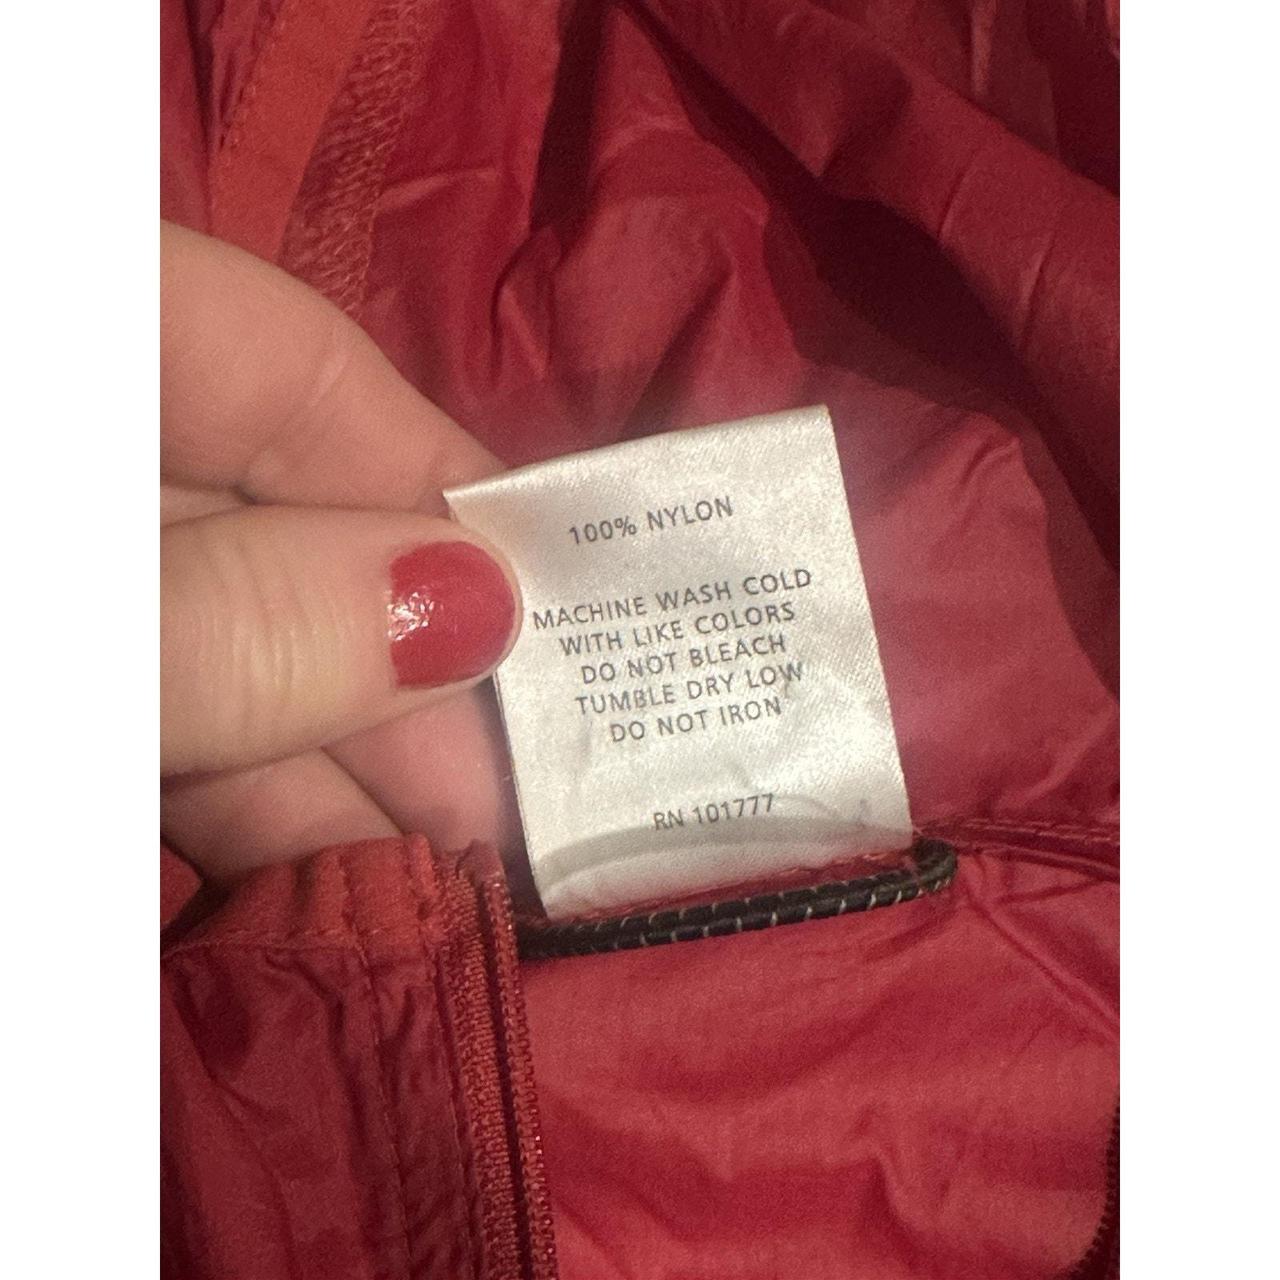 100% NYLON
MACHINE WASH COLD
WITH LIKE COLORS
DO NOT BLEACH
TUMBLE DRY LOW
DO NOT IRON
RN 101777